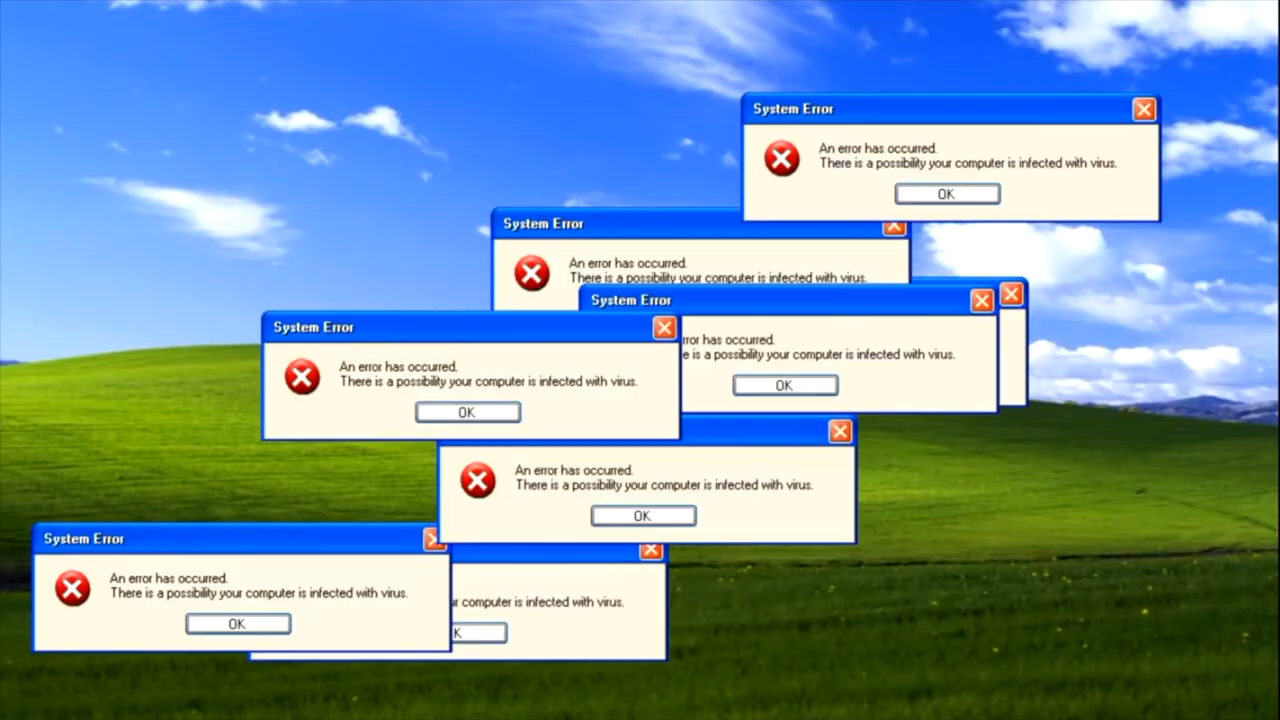 System Error
An error has occurred.
There is a possibility your computer is infected with virus.
OK
System Error
An error has occurred.
There is a possibility your computer is infected with virus.
System Error
rror has occurred.
e is a possibility your computer is infected with virus.
OK
System Error
An error has occurred.
There is a possibility your computer is infected with virus.
OK
An error has occurred.
There is a possibility your computer is infected with virus.
OK
System Error
An error has occurred.
There is a possibility your computer is infected with virus.
OK
r computer is infected with virus.
K